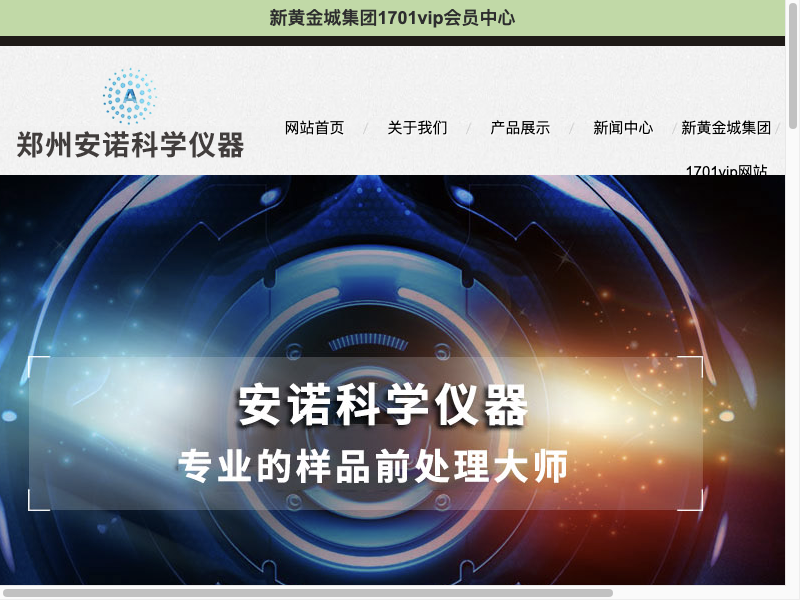 新黄金城集团1701vip会员中心
A
郑州安诺科学仪器
网站首页 / 关于我们 / 产品展示 / 新闻中心 / 新黄金城集团 /
1701vip网站
安诺科学仪器
专业的样品前处理大师